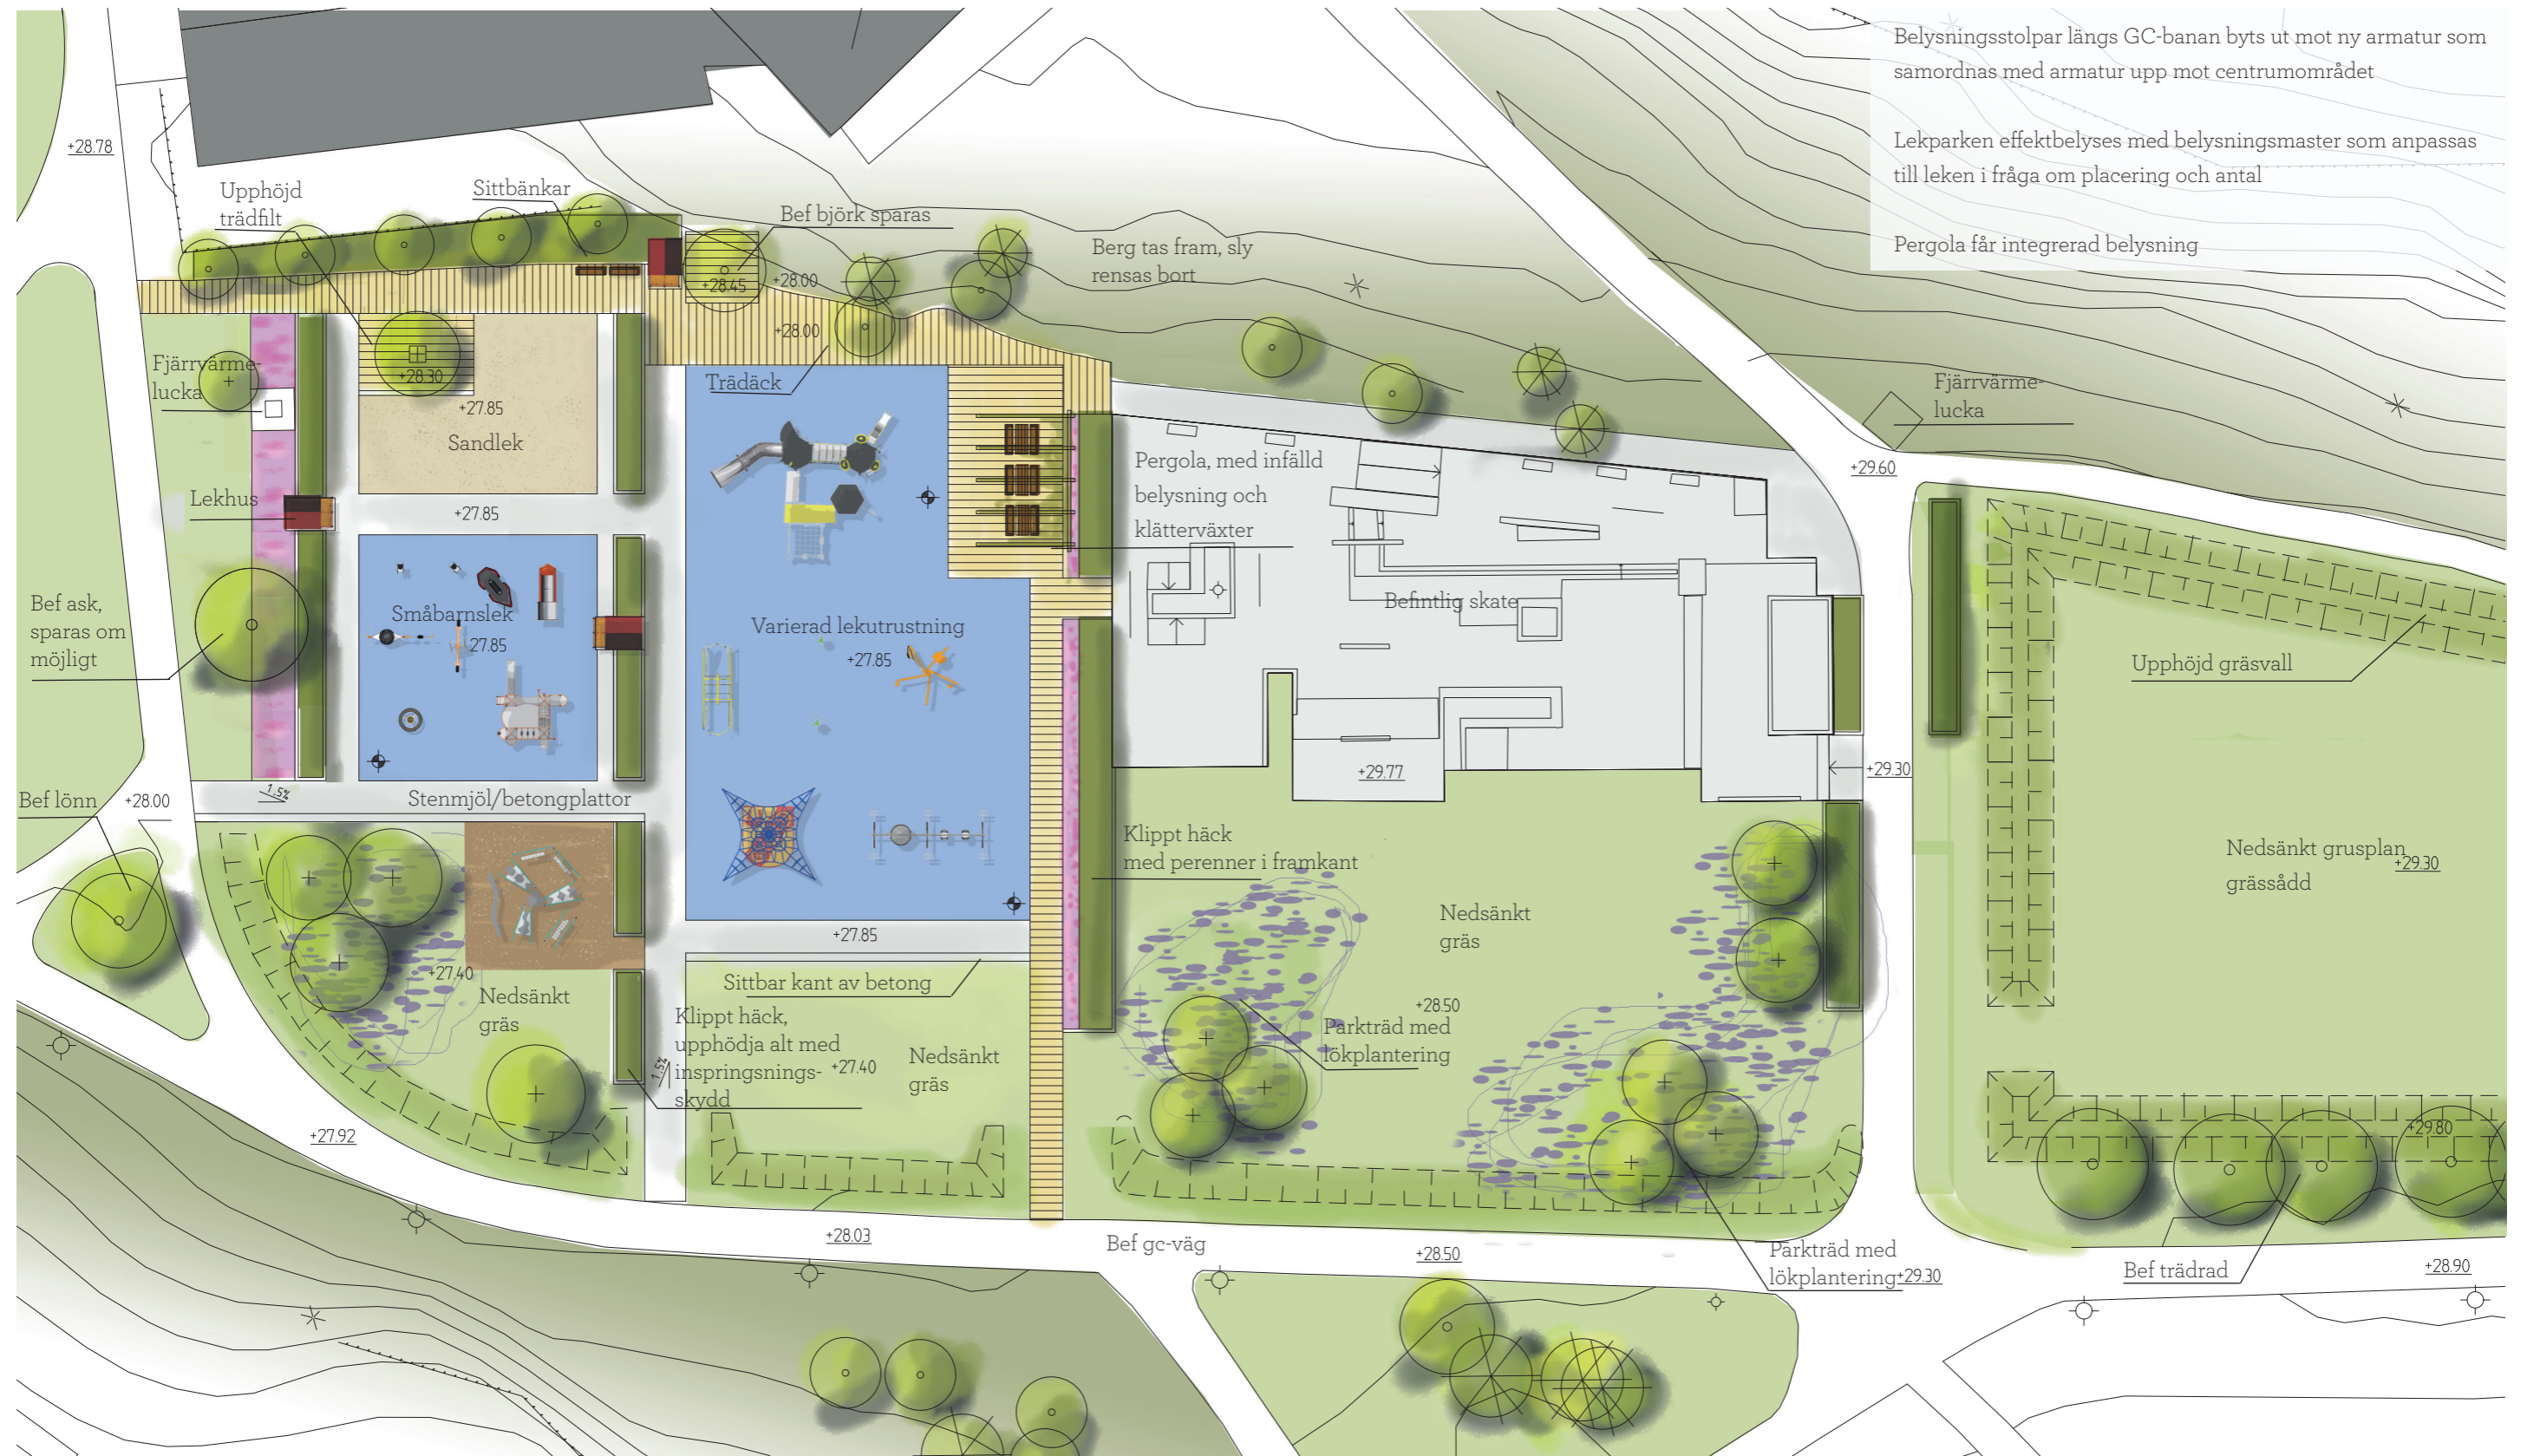 Belysningsstolpar längs GC-banan byts ut mot ny armatur som
samordnas med armatur upp mot centrumområdet
Lekparken effektbelyses med belysningsmaster som anpassas
till leken i fråga om placering och antal
Pergola får integrerad belysning
+28.78
Upphöjd
trädfilt
Sittbänkar
Bef björk sparas
+28.45
+28.00
+28.00
Berg tas fram, sly
rensas bort
Fjärrvärme-
lucka
+28.30
+27.85
Sandlek
Trädäck
Fjärrvärme-
lucka
+29.60
Lekhus
+27.85
Pergola, med infälld
belysning och
klätterväxter
Befintlig skate
Bef ask,
sparas om
möjligt
Småbarnslek
+27.85
Varierad lekutrustning
+27.85
Upphöjd gräsvall
+29.77
+29.30
Bef lönn
+28.00
1.5%
Stenmjöl/betongplattor
Klippt häck
med perenner i framkant
Nedsänkt grusplan
grässådd
+29.30
+27.40
Nedsänkt
gräs
+27.85
Sittbar kant av betong
Klippt häck,
upphödja alt med
inspringsnings-
skydd
+27.40
1.5%
Nedsänkt
gräs
Nedsänkt
gräs
+28.50
Parkträd med
lökplantering
+27.92
+29.80
+28.03
Bef gc-väg
+28.50
Parkträd med
lökplantering
+29.30
Bef trädrad
+28.90